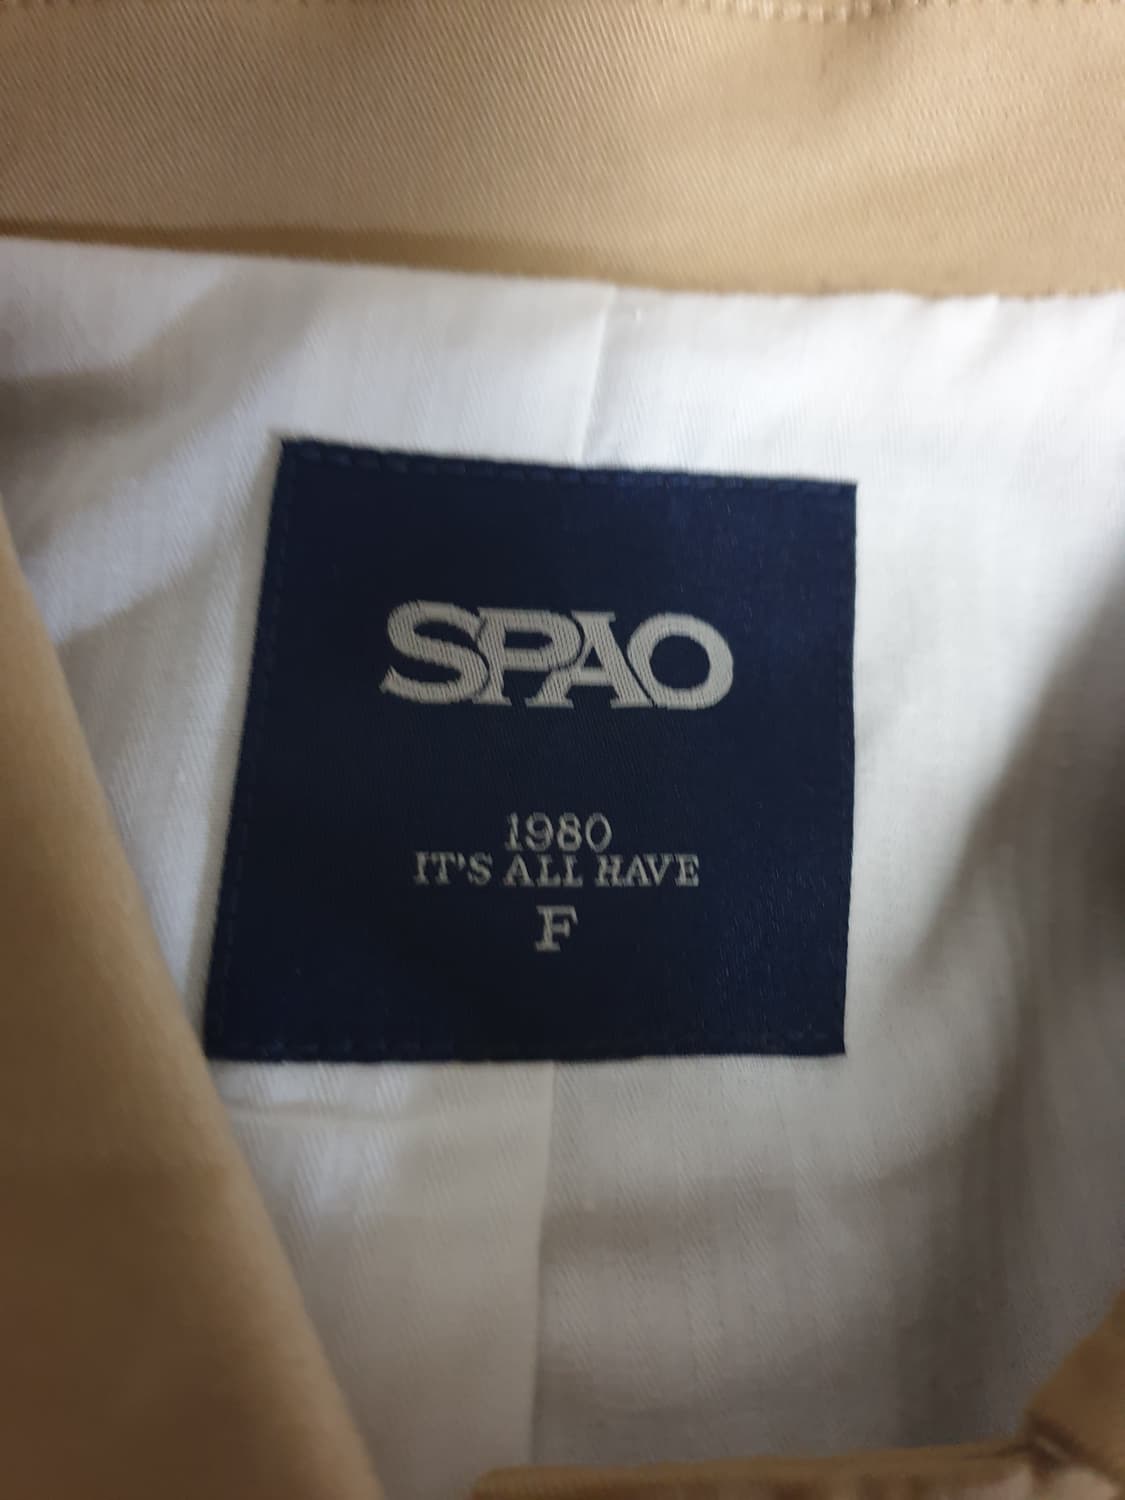 SPAO
1980
IT'S ALL HAVE
F